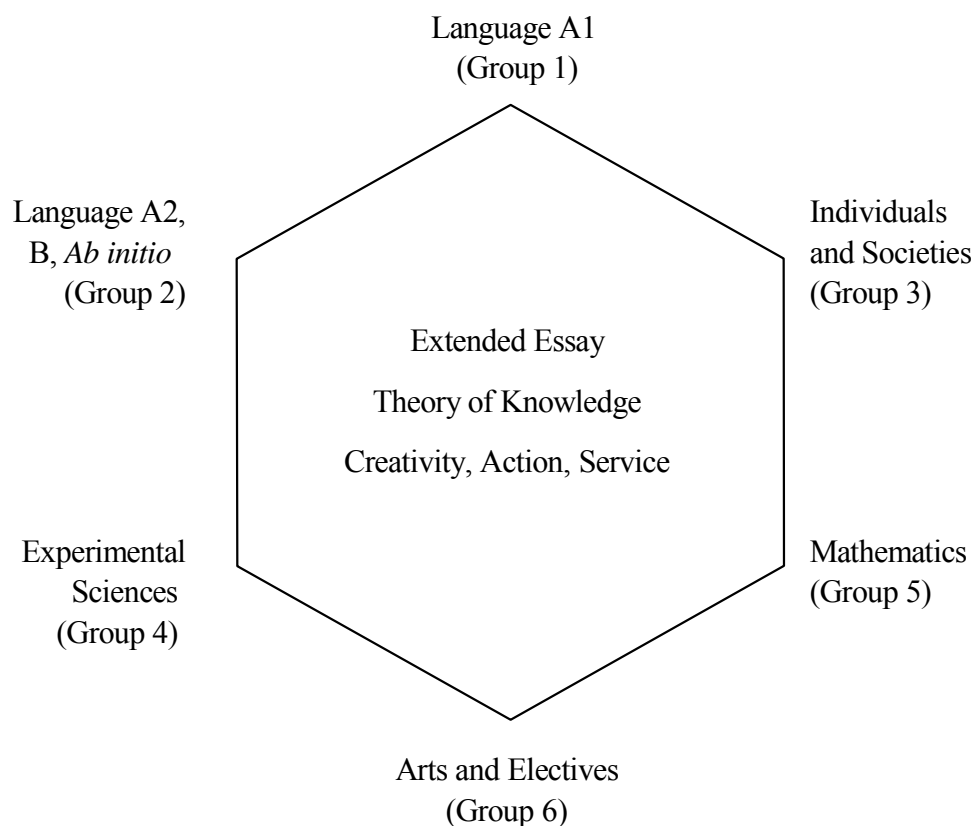 Language A1
(Group 1)
Language A2,
B, Ab initio
(Group 2)
Individuals
and Societies
(Group 3)
Extended Essay
Theory of Knowledge
Creativity, Action, Service
Experimental
Sciences
(Group 4)
Mathematics
(Group 5)
Arts and Electives
(Group 6)